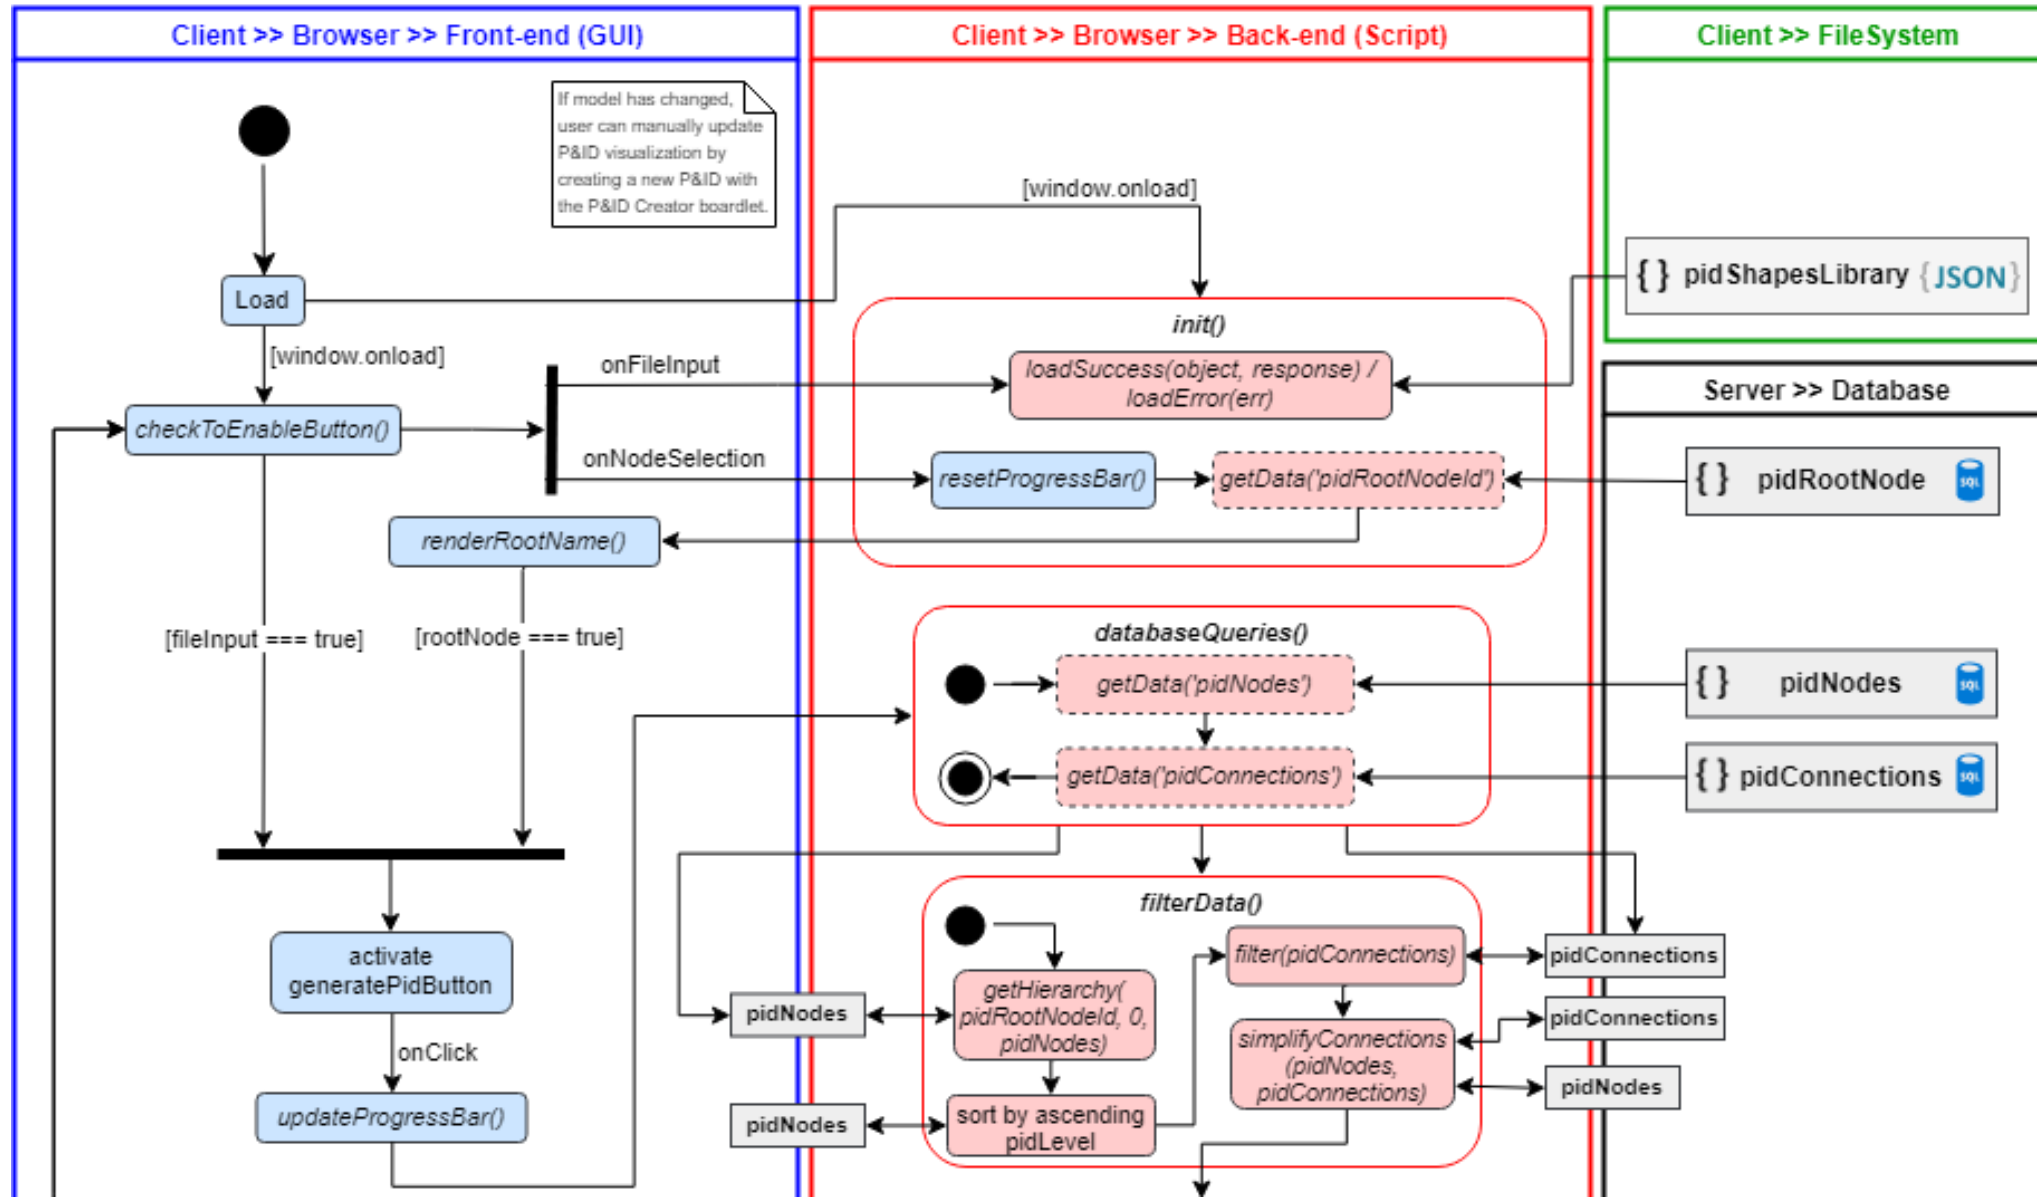 Client >> Browser >> Front-end (GUI)
Client >> Browser >> Back-end (Script)
Client >> FileSystem
If model has changed,
user can manually update
P&ID visualization by
creating a new P&ID with
the P&ID Creator boardlet.
[window.onload]
{ } pidShapesLibrary {JSON}
Load
init()
[window.onload]
onFileInput
loadSuccess(object, response) /
loadError(err)
Server >> Database
checkToEnableButton()
onNodeSelection
resetProgressBar()
getData('pidRootNodeId')
{ } pidRootNode SQL
renderRootName()
[fileInput === true]
[rootNode === true]
databaseQueries()
getData('pidNodes')
{ } pidNodes SQL
getData('pidConnections')
{ } pidConnections SQL
filterData()
activate
generatePidButton
getHierarchy(
pidRootNodeId, 0,
pidNodes)
filter(pidConnections)
pidConnections
pidNodes
pidConnections
simplifyConnections
(pidNodes,
pidConnections)
onClick
pidNodes
updateProgressBar()
pidNodes
sort by ascending
pidLevel